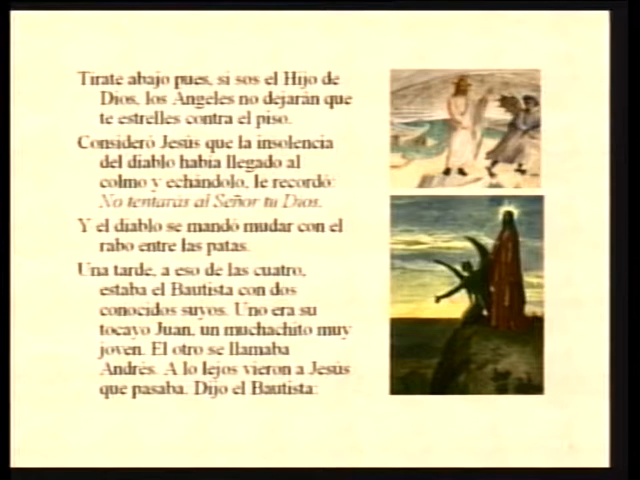 Tirate abajo pues, si sos el Hijo de
Dios, los Angeles no dejarán que
te estrelles contra el piso.
Consideró Jesús que la insolencia
del diablo había llegado al
colmo y echándolo, le recordó:
No tentarás al Señor tu Dios.
Y el diablo se mandó mudar con el
rabo entre las patas.
Una tarde, a eso de las cuatro,
estaba el Bautista con dos
conocidos suyos. Uno era su
tocayo Juan, un muchachito muy
joven. El otro se llamaba
Andrés. A lo lejos vieron a Jesús
que pasaba. Dijo el Bautista: